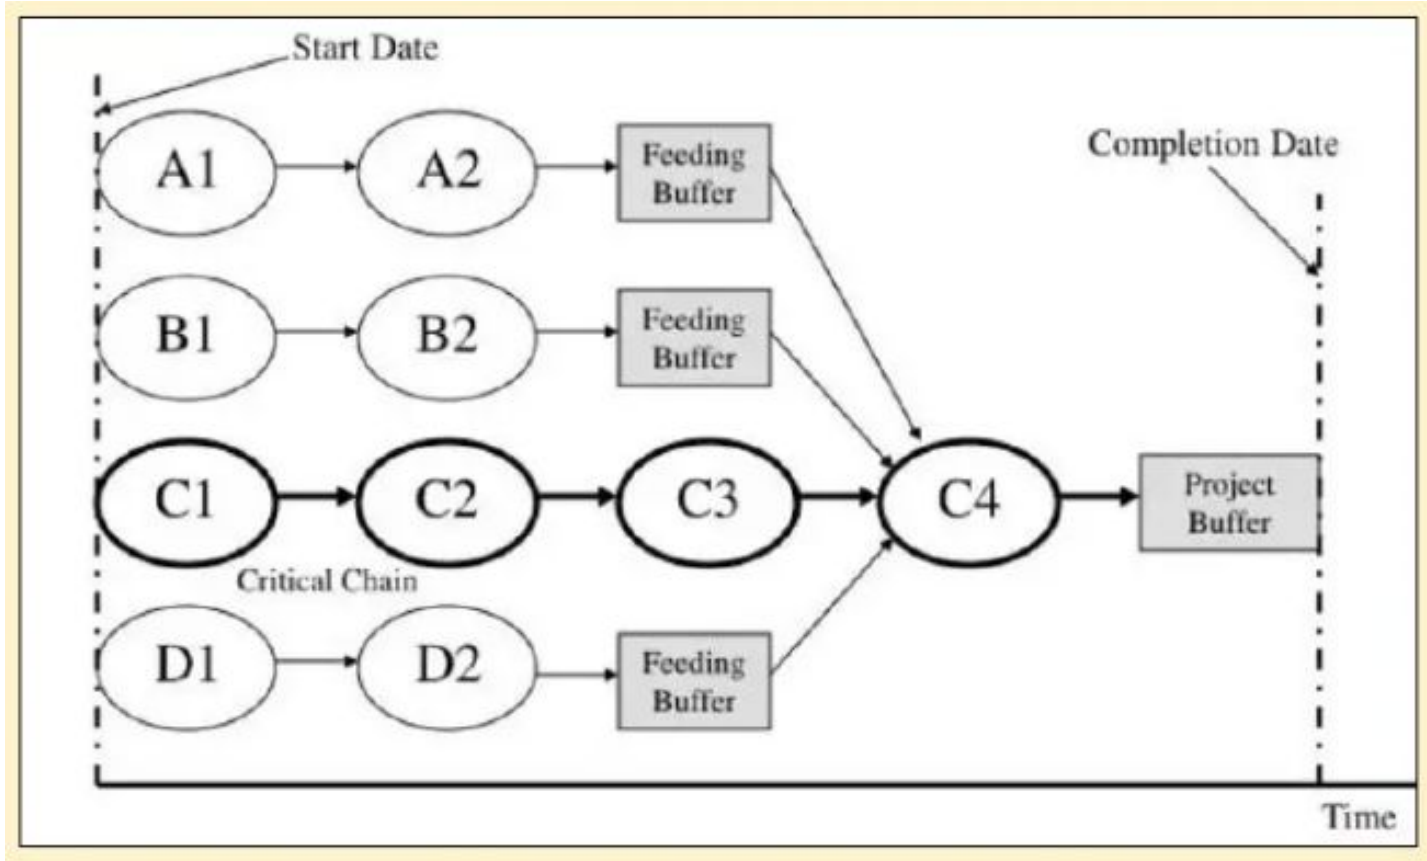 Start Date
A1
A2
Feeding
Buffer
Completion Date
B1
B2
Feeding
Buffer
C1
C2
C3
C4
Project
Buffer
Critical Chain
D1
D2
Feeding
Buffer
Time